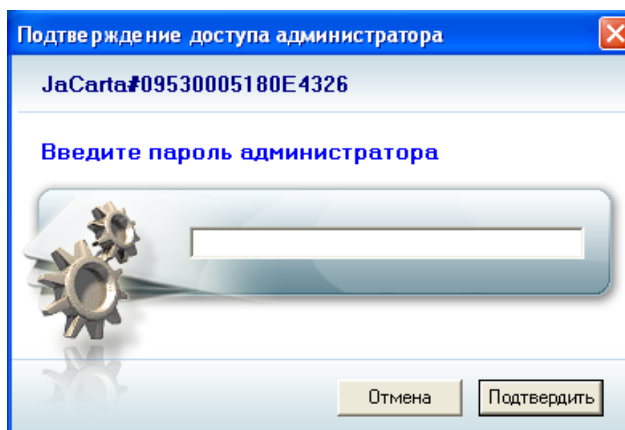 Подтверждение доступа администратора
JaCarta#09530005180E4326
Введите пароль администратора
Отмена
Подтвердить